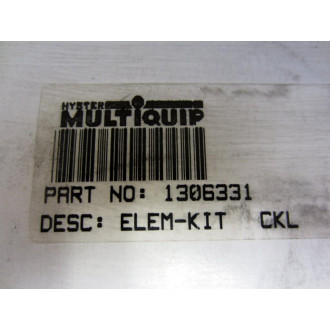 HYSTER
MULTIQUIP
PART NO: 1306331
DESC: ELEM-KIT CKL